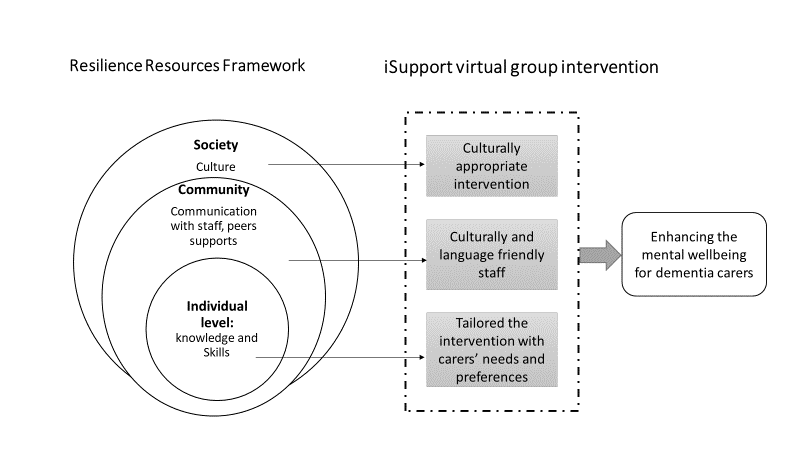 Resilience Resources Framework
iSupport virtual group intervention
Society
Culture
Community
Communication
with staff, peers
supports
Individual
level:
knowledge and
Skills
Culturally
appropriate
intervention
Culturally and
language friendly
staff
Tailored the
intervention with
carers' needs and
preferences
Enhancing the
mental wellbeing
for dementia carers